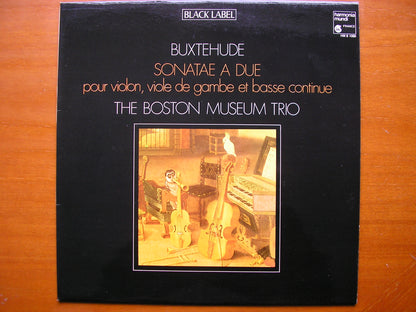 BLACK LABEL
harmonia
mundi
FRANCE
BUXTEHUDE
SONATAE A DUE
pour violon, viole de gambe et basse continue
THE BOSTON MUSEUM TRIO